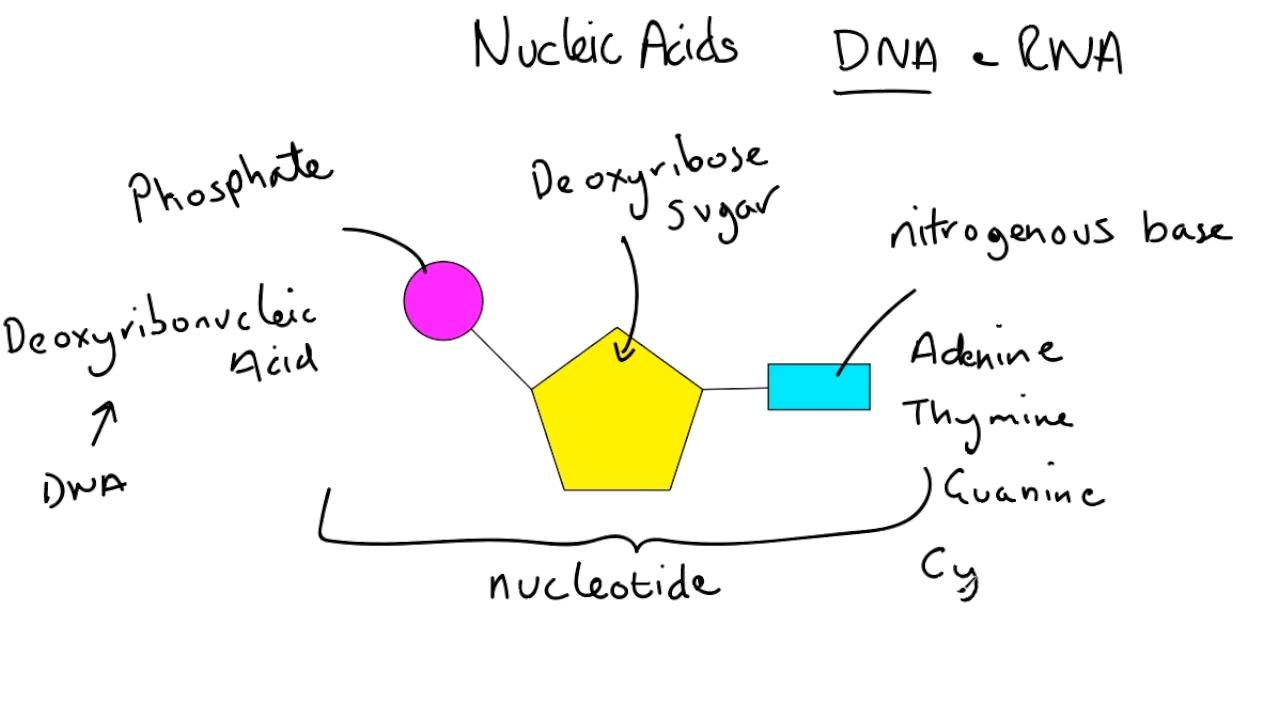 Nucleic Acids DNA e RNA
Phosphate
Deoxyribose
sugar
nitrogenous base
Deoxyribonucleic
Acid
DNA
Adenine
Thymine
Guanine
Cy
nucleotide